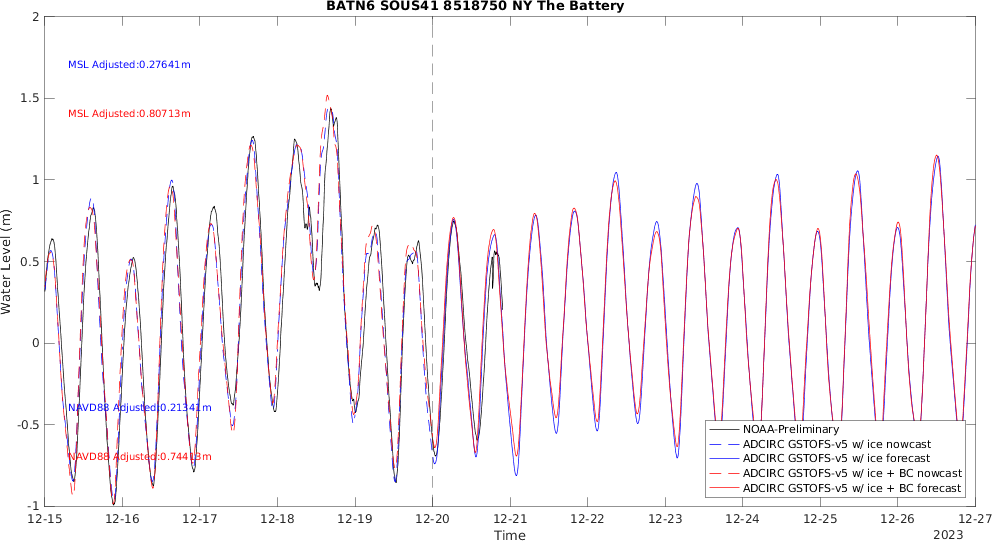 BATN6 SOUS41 8518750 NY The Battery
2
1.5
1
0.5
0
-0.5
-1
Water Level (m)
MSL Adjusted:0.27641m
MSL Adjusted:0.80713m
NAVD88 Adjusted:0.21341m
NAVD88 Adjusted:0.74413m
NOAA-Preliminary
ADCIRC GSTOFS-v5 w/ ice nowcast
ADCIRC GSTOFS-v5 w/ ice forecast
ADCIRC GSTOFS-v5 w/ ice + BC nowcast
ADCIRC GSTOFS-v5 w/ ice + BC forecast
12-15 12-16 12-17 12-18 12-19 12-20 12-21 12-22 12-23 12-24 12-25 12-26 12-27
Time
2023